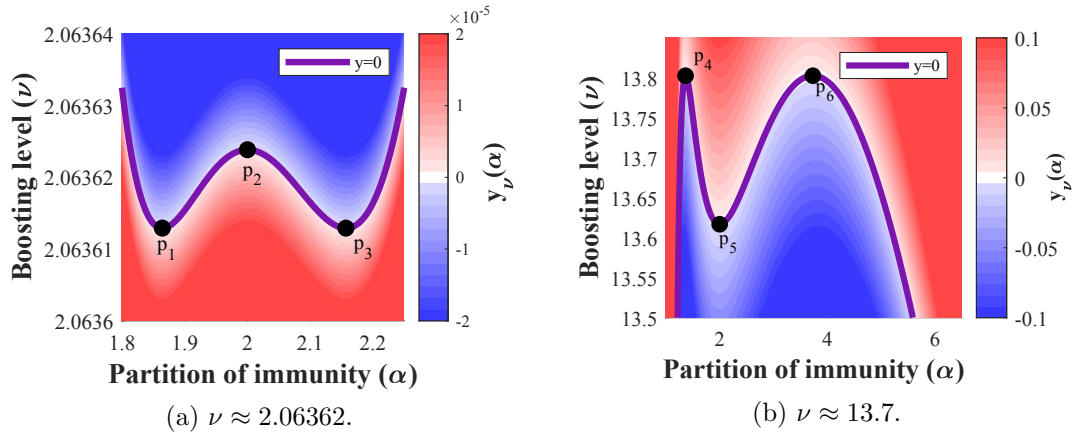 ×10⁻⁵
2.06364
2.06363
2.06362
2.06361
2.0636
Boosting level (ν)
y=0
p₁
p₂
p₃
1.8
1.9
2
2.1
2.2
Partition of immunity (α)
2
1
0
-1
-2
y_ν(α)
(a) ν ≈ 2.06362.
13.8
13.7
13.6
13.5
13.75
13.65
13.55
Boosting level (ν)
y=0
p₄
p₅
p₆
2
4
6
Partition of immunity (α)
0.1
0.05
0
-0.05
-0.1
y_ν(α)
(b) ν ≈ 13.7.